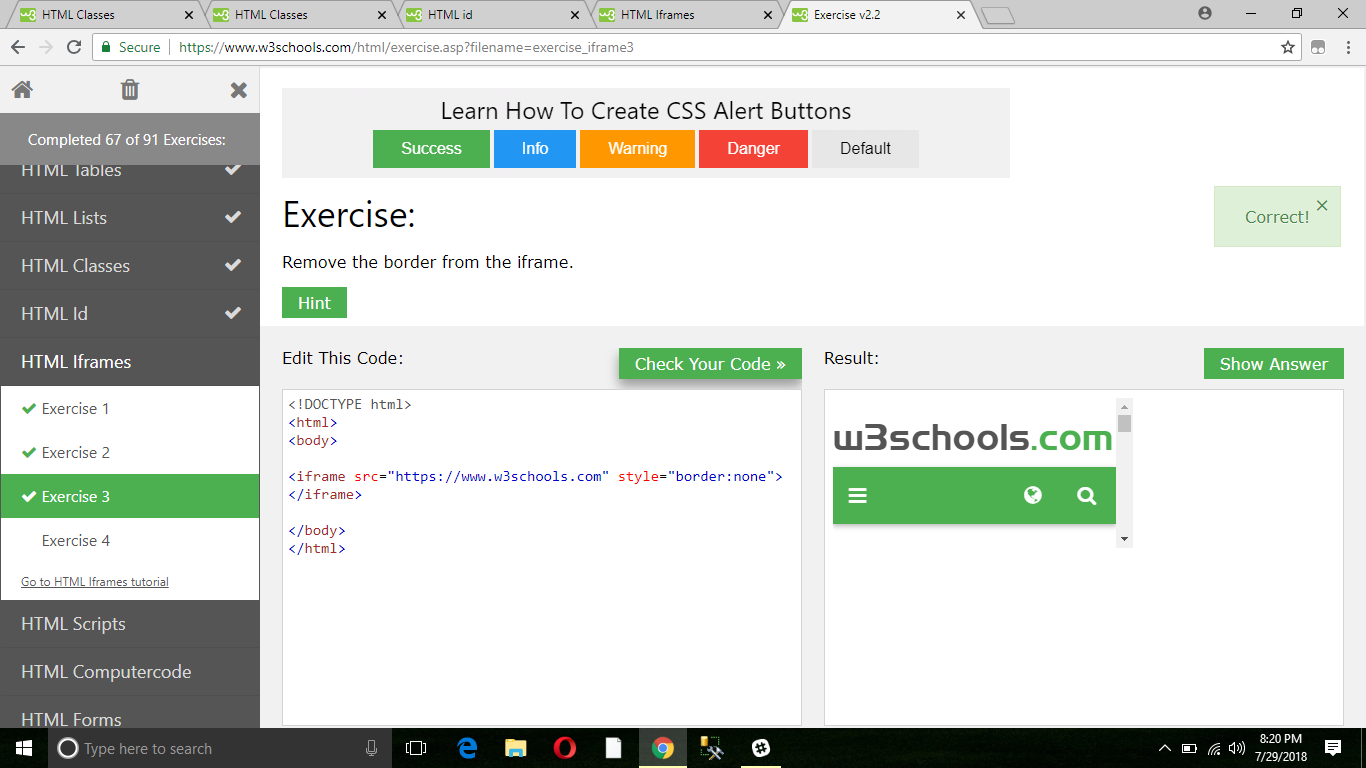 HTML Classes
HTML Classes
HTML id
HTML Iframes
Exercise v2.2
Secure
https://www.w3schools.com/html/exercise.asp?filename=exercise_iframe3
Completed 67 of 91 Exercises:
HTML Tables
HTML Lists
HTML Classes
HTML Id
HTML Iframes
Exercise 1
Exercise 2
Exercise 3
Exercise 4
Go to HTML Iframes tutorial
HTML Scripts
HTML Computercode
HTML Forms
Learn How To Create CSS Alert Buttons
Success
Info
Warning
Danger
Default
Exercise:
Correct!
Remove the border from the iframe.
Hint
Edit This Code:
Check Your Code »
<!DOCTYPE html>
<html>
<body>
<iframe src="https://www.w3schools.com" style="border:none">
</iframe>
</body>
</html>
Result:
Show Answer
w3schools.com
Type here to search
8:20 PM
7/29/2018